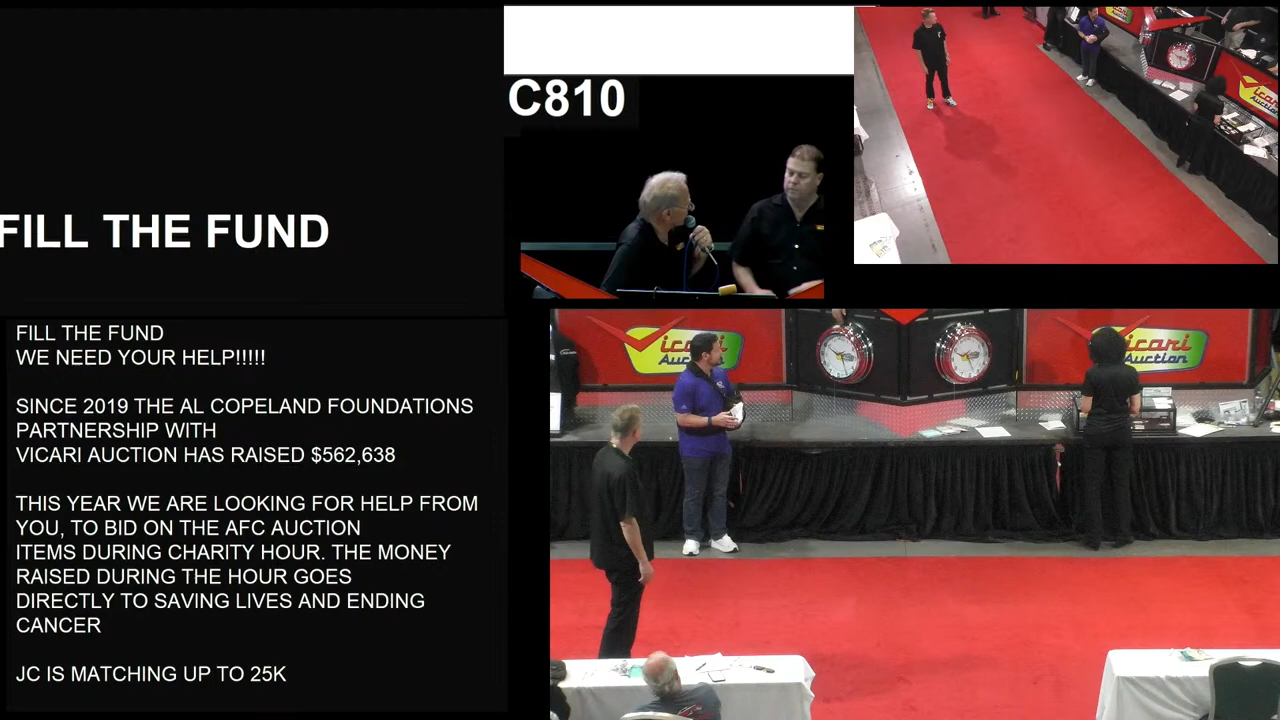 C810
FILL THE FUND
FILL THE FUND
WE NEED YOUR HELP!!!!!
SINCE 2019 THE AL COPELAND FOUNDATIONS
PARTNERSHIP WITH
VICARI AUCTION HAS RAISED $562,638
THIS YEAR WE ARE LOOKING FOR HELP FROM
YOU, TO BID ON THE AFC AUCTION
ITEMS DURING CHARITY HOUR. THE MONEY
RAISED DURING THE HOUR GOES
DIRECTLY TO SAVING LIVES AND ENDING
CANCER
JC IS MATCHING UP TO 25K
Vicari
Auction
Vicari
Auction
Vicari
Auction